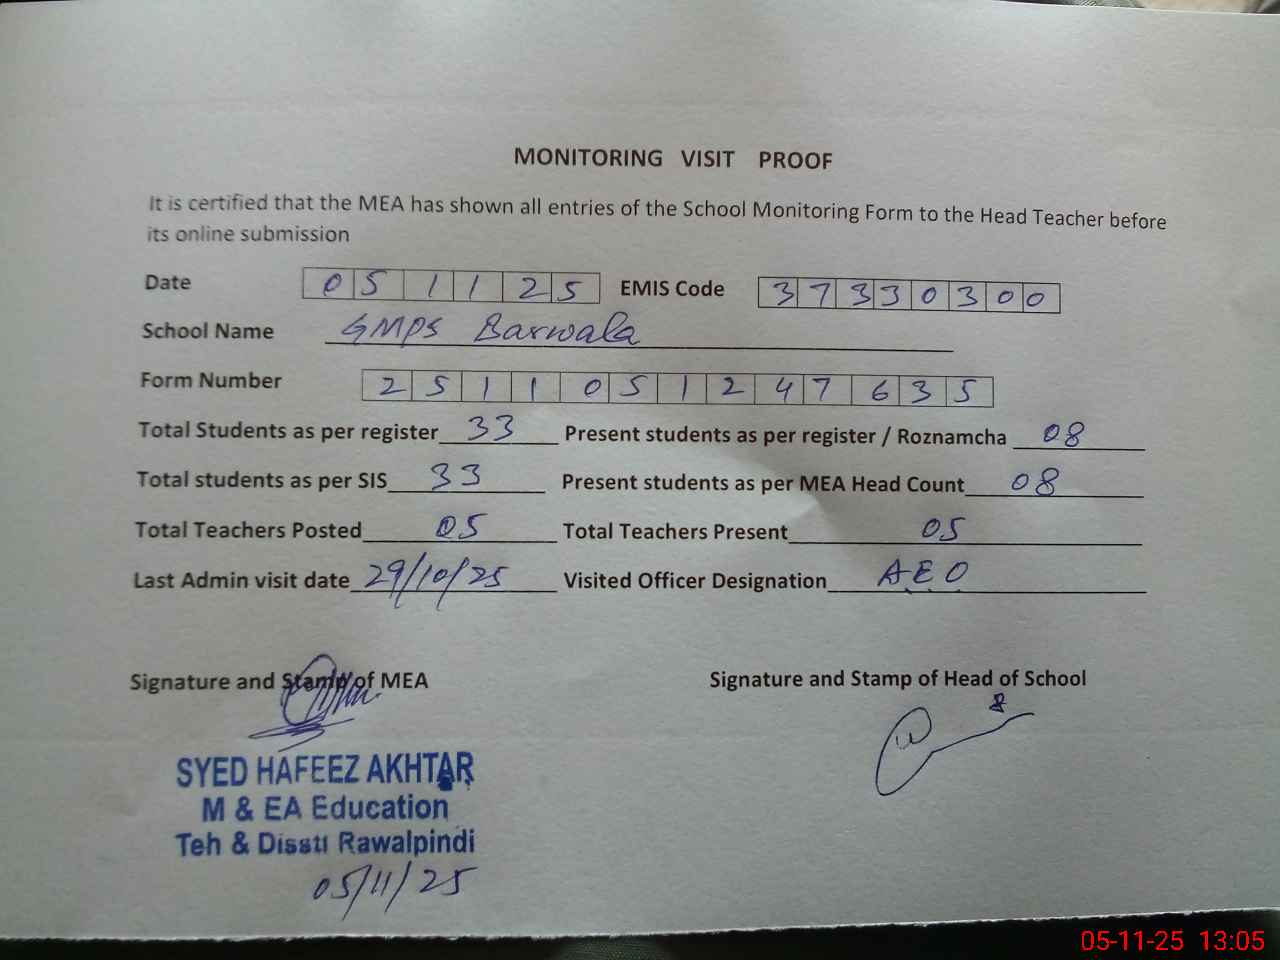 MONITORING VISIT PROOF
It is certified that the MEA has shown all entries of the School Monitoring Form to the Head Teacher before
its online submission
Date 05 11 25 EMIS Code 37330300
School Name GMPS Barwala
Form Number 2511051247635
Total Students as per register 33 Present students as per register / Roznamcha 08
Total students as per SIS 33 Present students as per MEA Head Count 08
Total Teachers Posted 05 Total Teachers Present 05
Last Admin visit date 29/10/25 Visited Officer Designation AEO
Signature and Stamp of MEA Signature and Stamp of Head of School
SYED HAFEEZ AKHTAR
M & EA Education
Teh & Disstt Rawalpindi
05/11/25
05-11-25 13:05